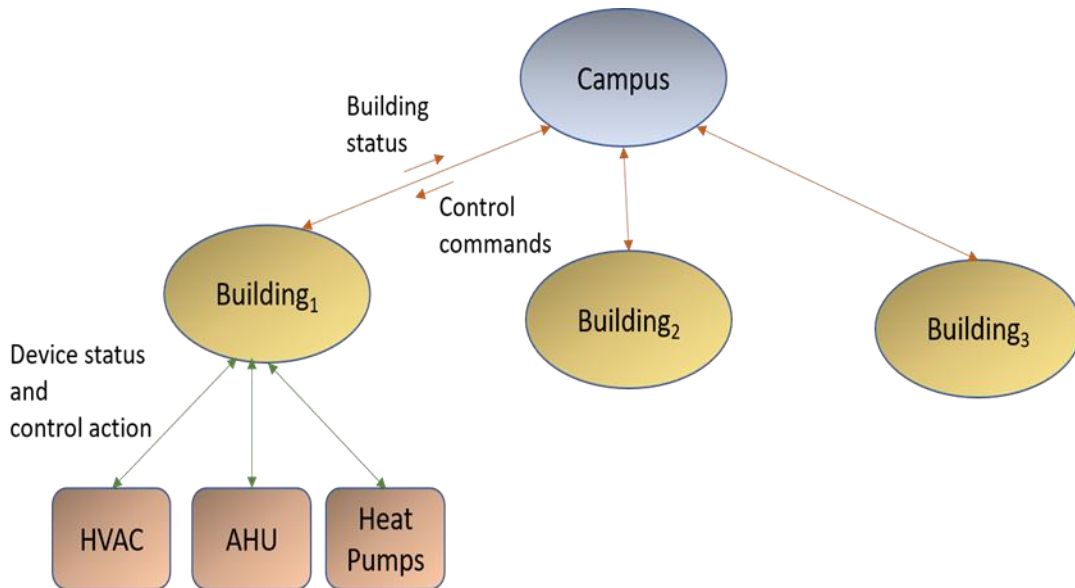 Campus
Building
status
Control
commands
Building₁
Building₂
Building₃
Device status
and
control action
HVAC
AHU
Heat
Pumps